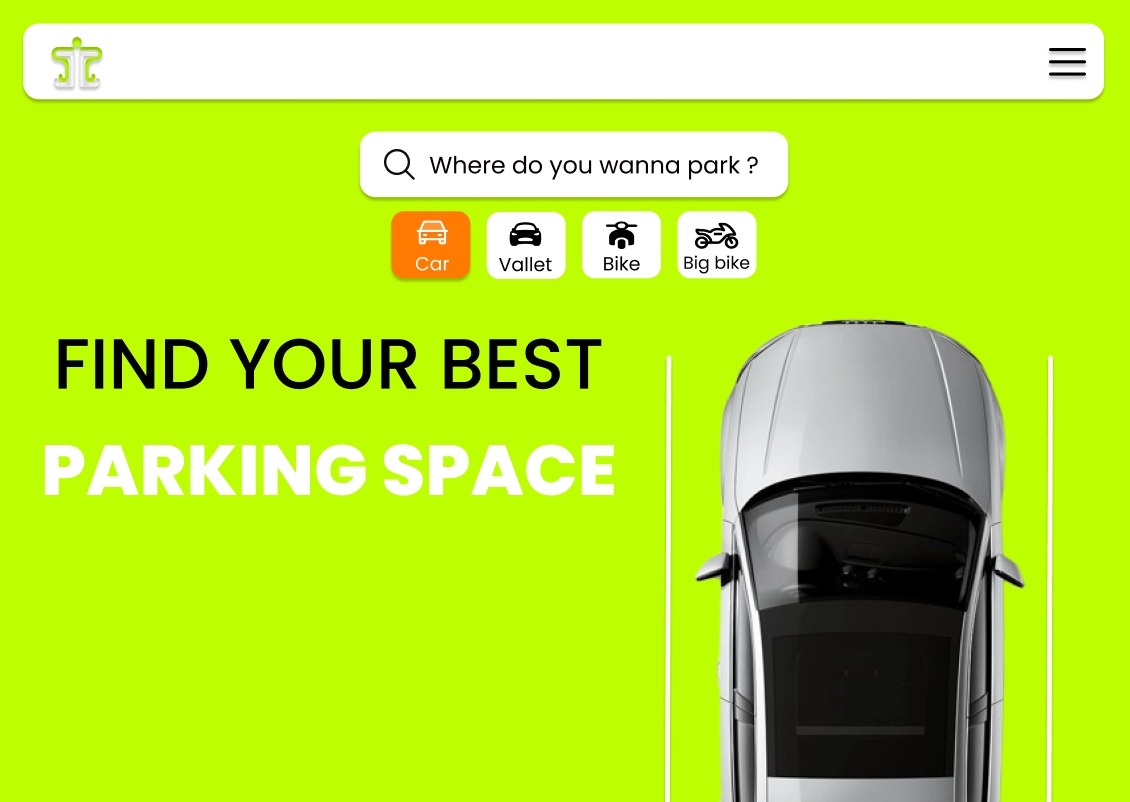 Where do you wanna park ?
Car
Vallet
Bike
Big bike
FIND YOUR BEST
PARKING SPACE